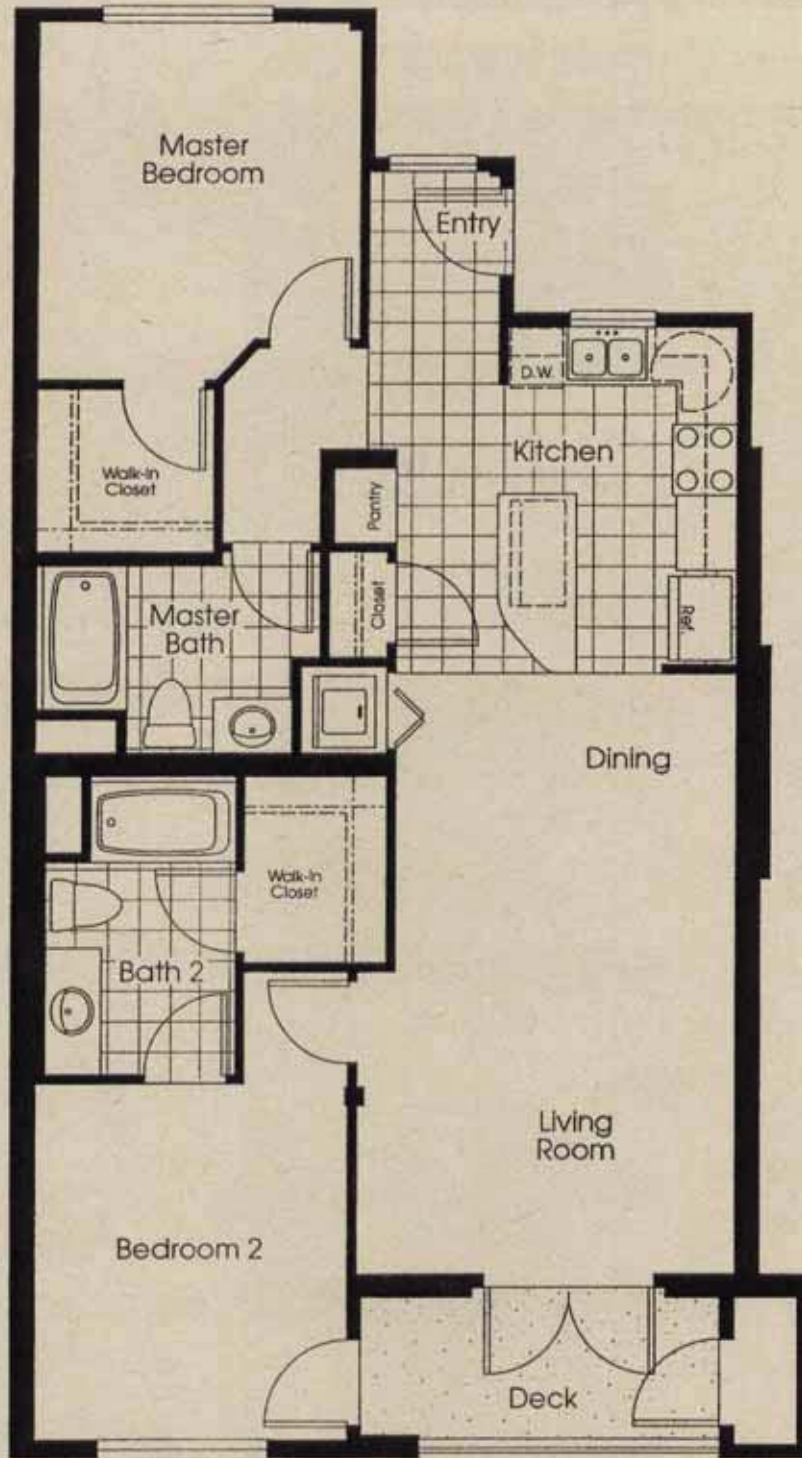 Master
Bedroom
Entry
D.W.
Kitchen
Walk-In
Closet
Pantry
Master
Bath
Closet
Ref.
Dining
Walk-In
Closet
Bath 2
Living
Room
Bedroom 2
Deck